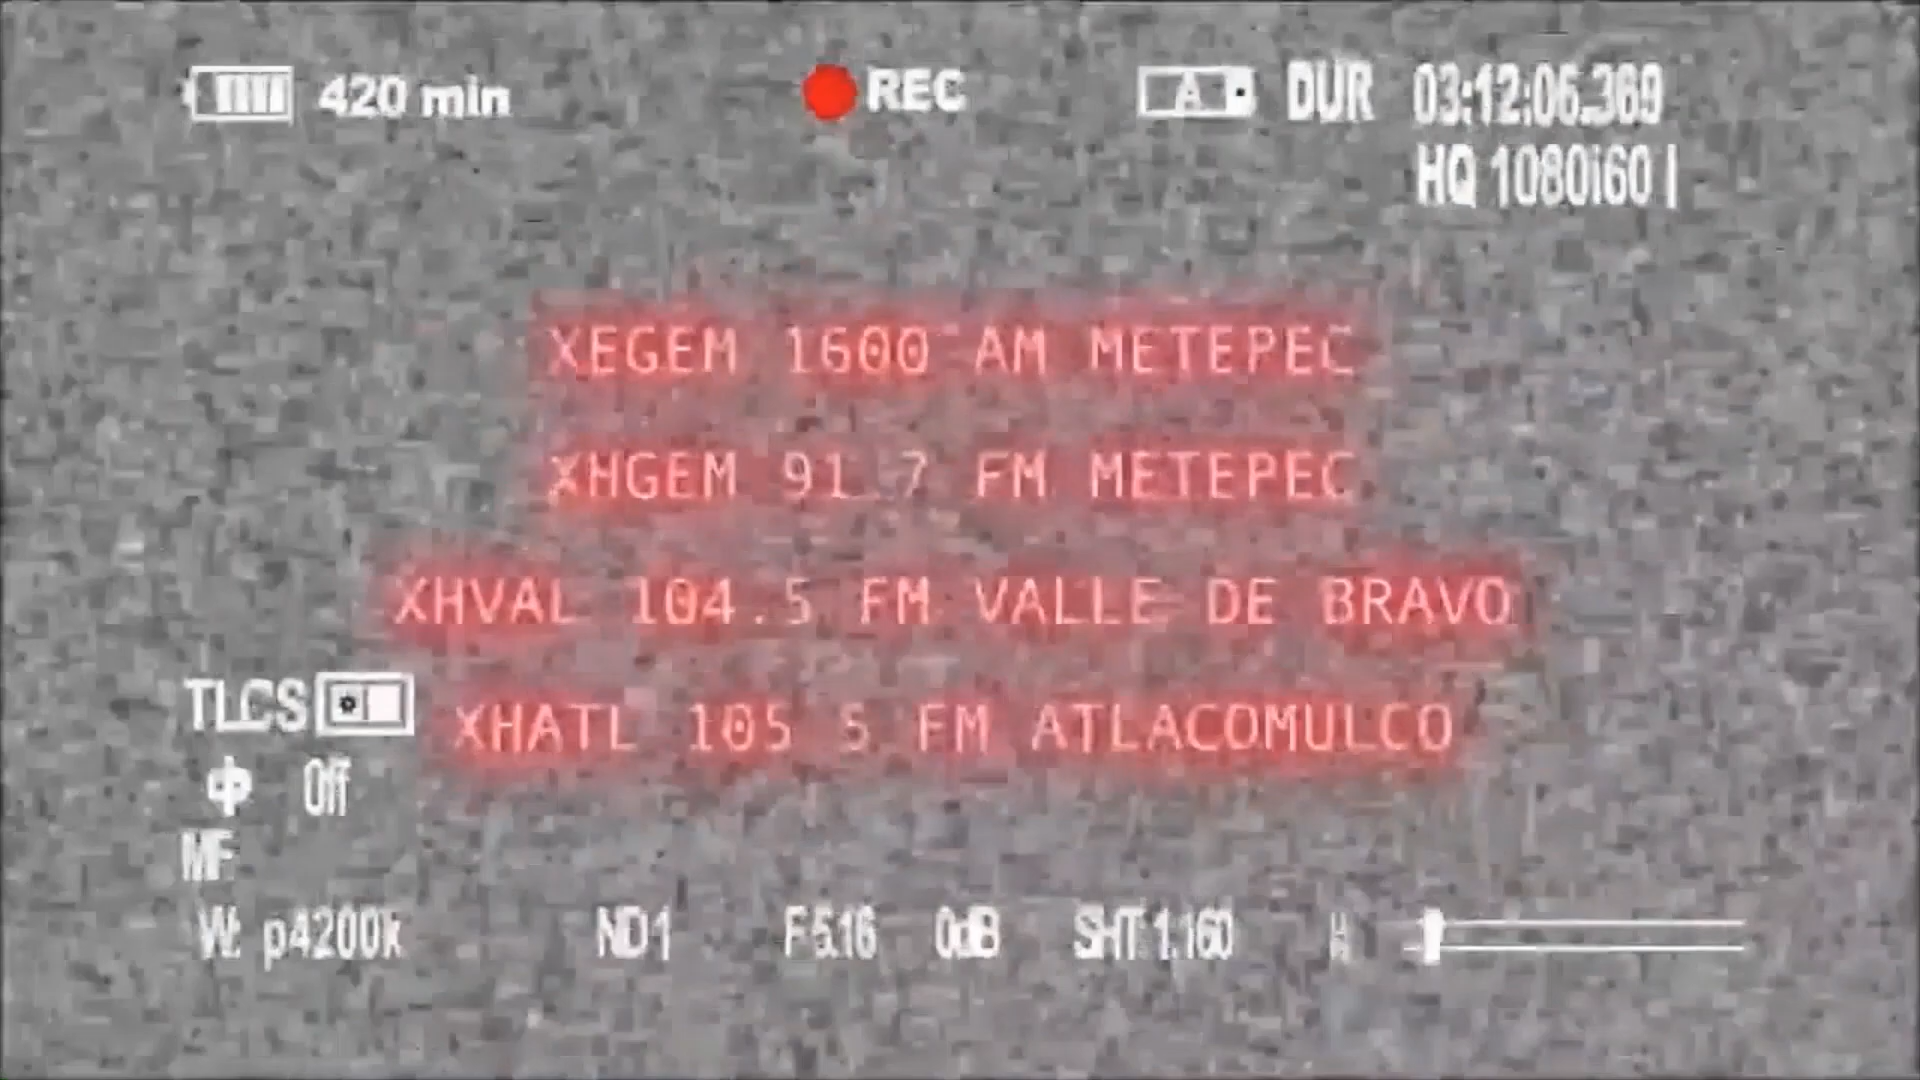 420 min
REC
A
DUR 03:12:06.369
HQ 1080i60
XEGEM 1600 AM METEPEC
XHGEM 91.7 FM METEPEC
XHVAL 104.5 FM VALLE DE BRAVO
XHATL 105 5 FM ATLACOMULCO
TLCS
Off
MF
W: p4200k
ND1
F5.16
0dB
SHT 1.160